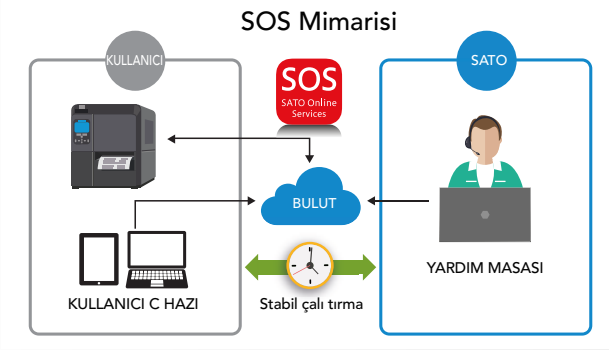 SOS Mimarisi
KULLANICI
SATO
SOS
SATO Online
Services
BULUT
YARDIM MASASI
KULLANICI C HAZI
Stabil çalı tırma